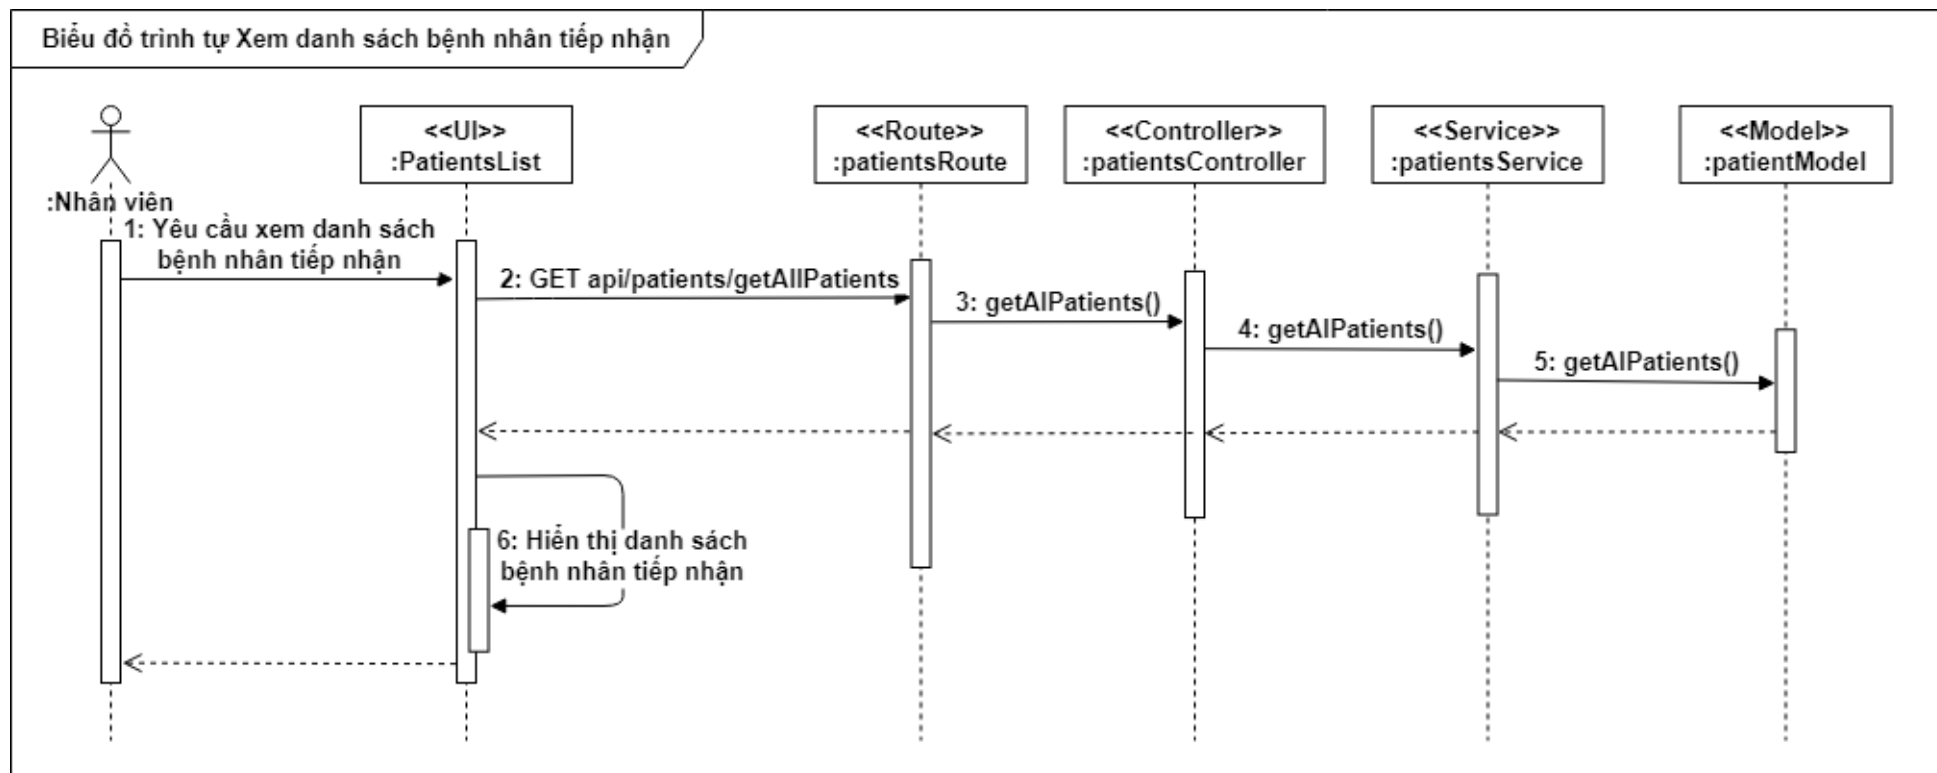 Biểu đồ trình tự Xem danh sách bệnh nhân tiếp nhận
:Nhân viên
<<UI>>
:PatientsList
<<Route>>
:patientsRoute
<<Controller>>
:patientsController
<<Service>>
:patientsService
<<Model>>
:patientModel
1: Yêu cầu xem danh sách
bệnh nhân tiếp nhận
2: GET api/patients/getAllPatients
3: getAlPatients()
4: getAlPatients()
5: getAlPatients()
6: Hiển thị danh sách
bệnh nhân tiếp nhận